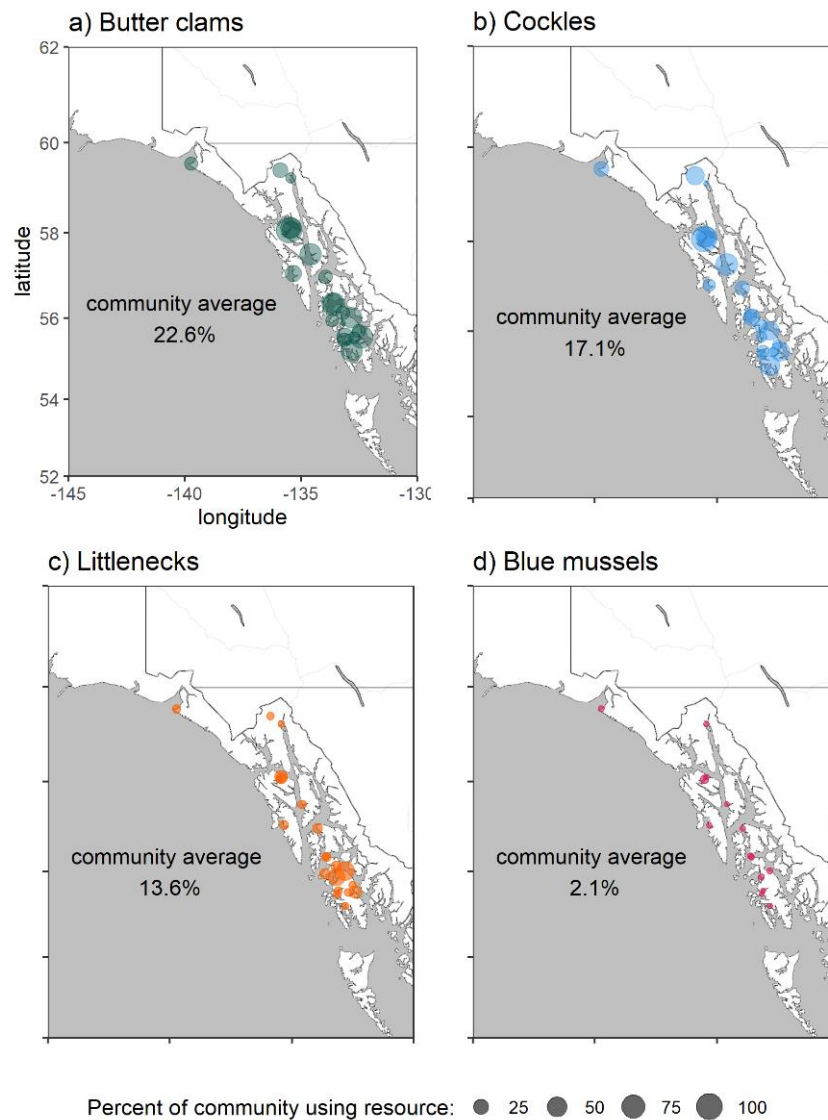 a) Butter clams
b) Cockles
62
60
58
56
54
52
latitude
community average
22.6%
community average
17.1%
-145
-140
-135
-130
longitude
c) Littlenecks
d) Blue mussels
community average
13.6%
community average
2.1%
Percent of community using resource: 25 50 75 100